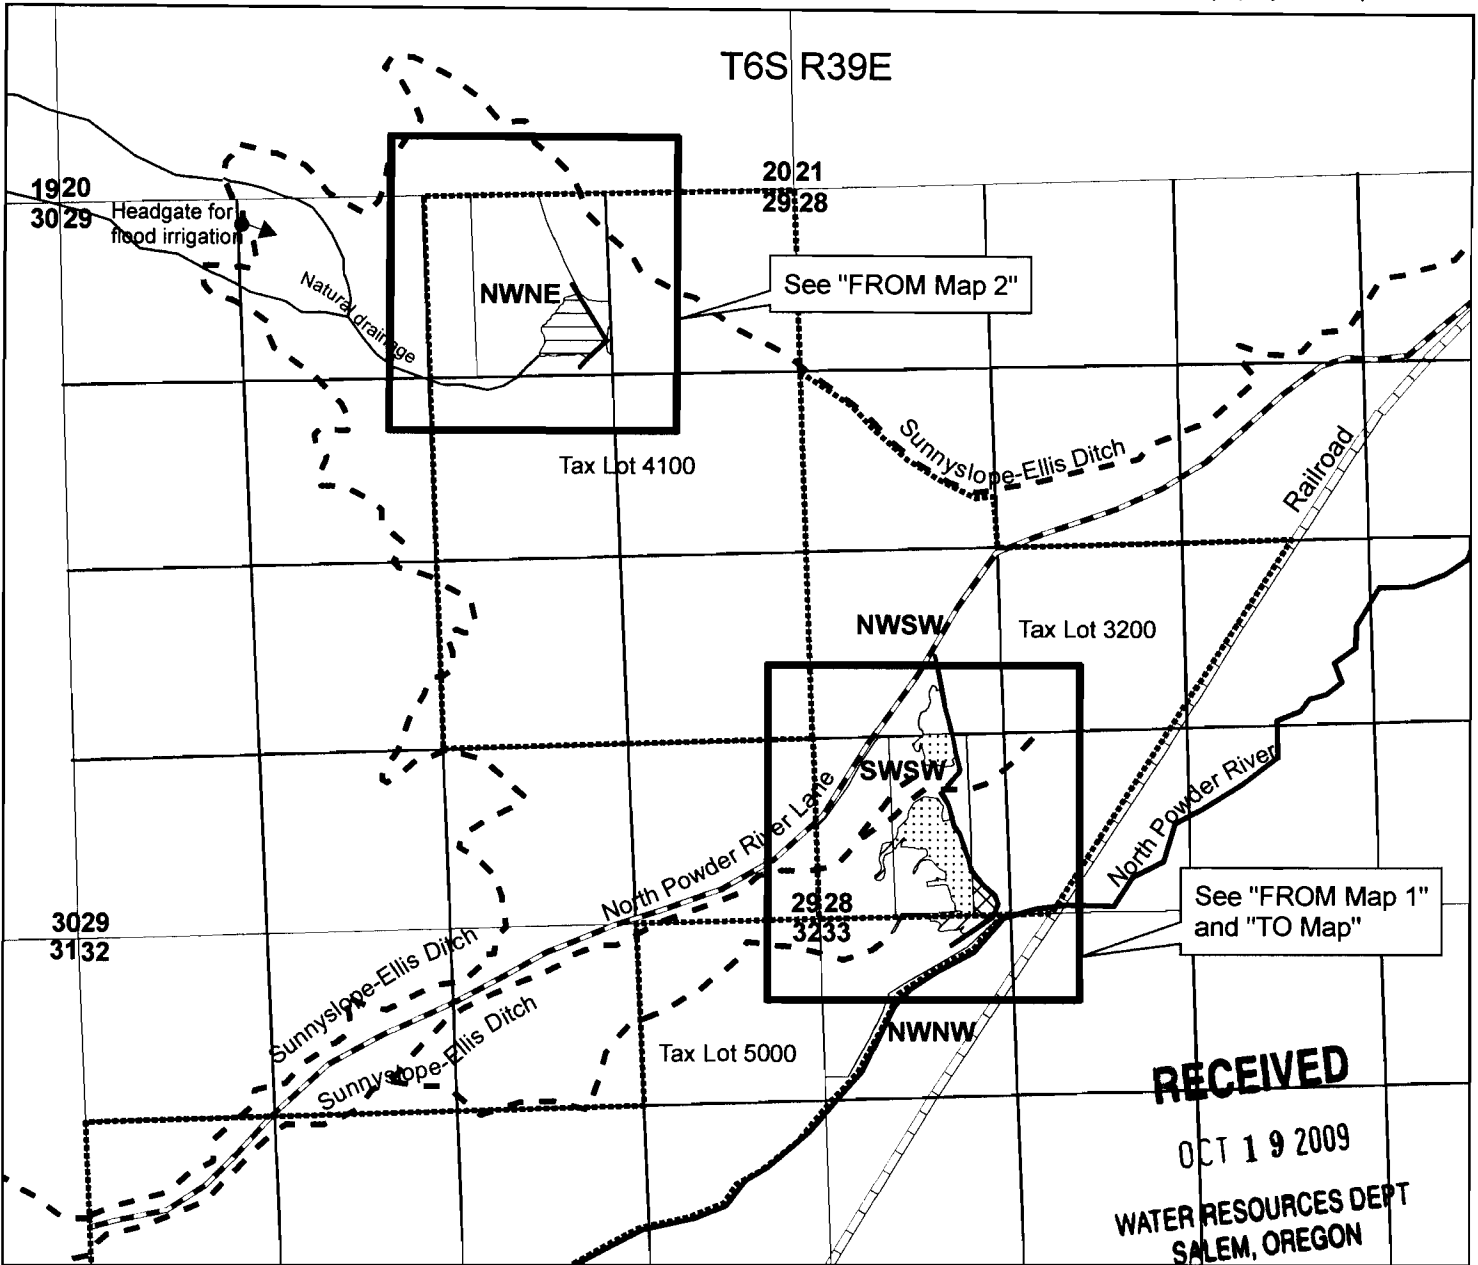 T6S R39E
19 20
30 29
20 21
29 28
Headgate for
flood irrigation
Natural drainage
NWNE
See "FROM Map 2"
Sunnyslope-Ellis Ditch
Railroad
Tax Lot 4100
NWSW
Tax Lot 3200
SWSW
North Powder River Lane
North Powder River
See "FROM Map 1"
and "TO Map"
30 29
31 32
29 28
32 33
Sunnyslope-Ellis Ditch
Sunnyslope-Ellis Ditch
NWNW
Tax Lot 5000
RECEIVED
OCT 19 2009
WATER RESOURCES DEPT
SALEM, OREGON